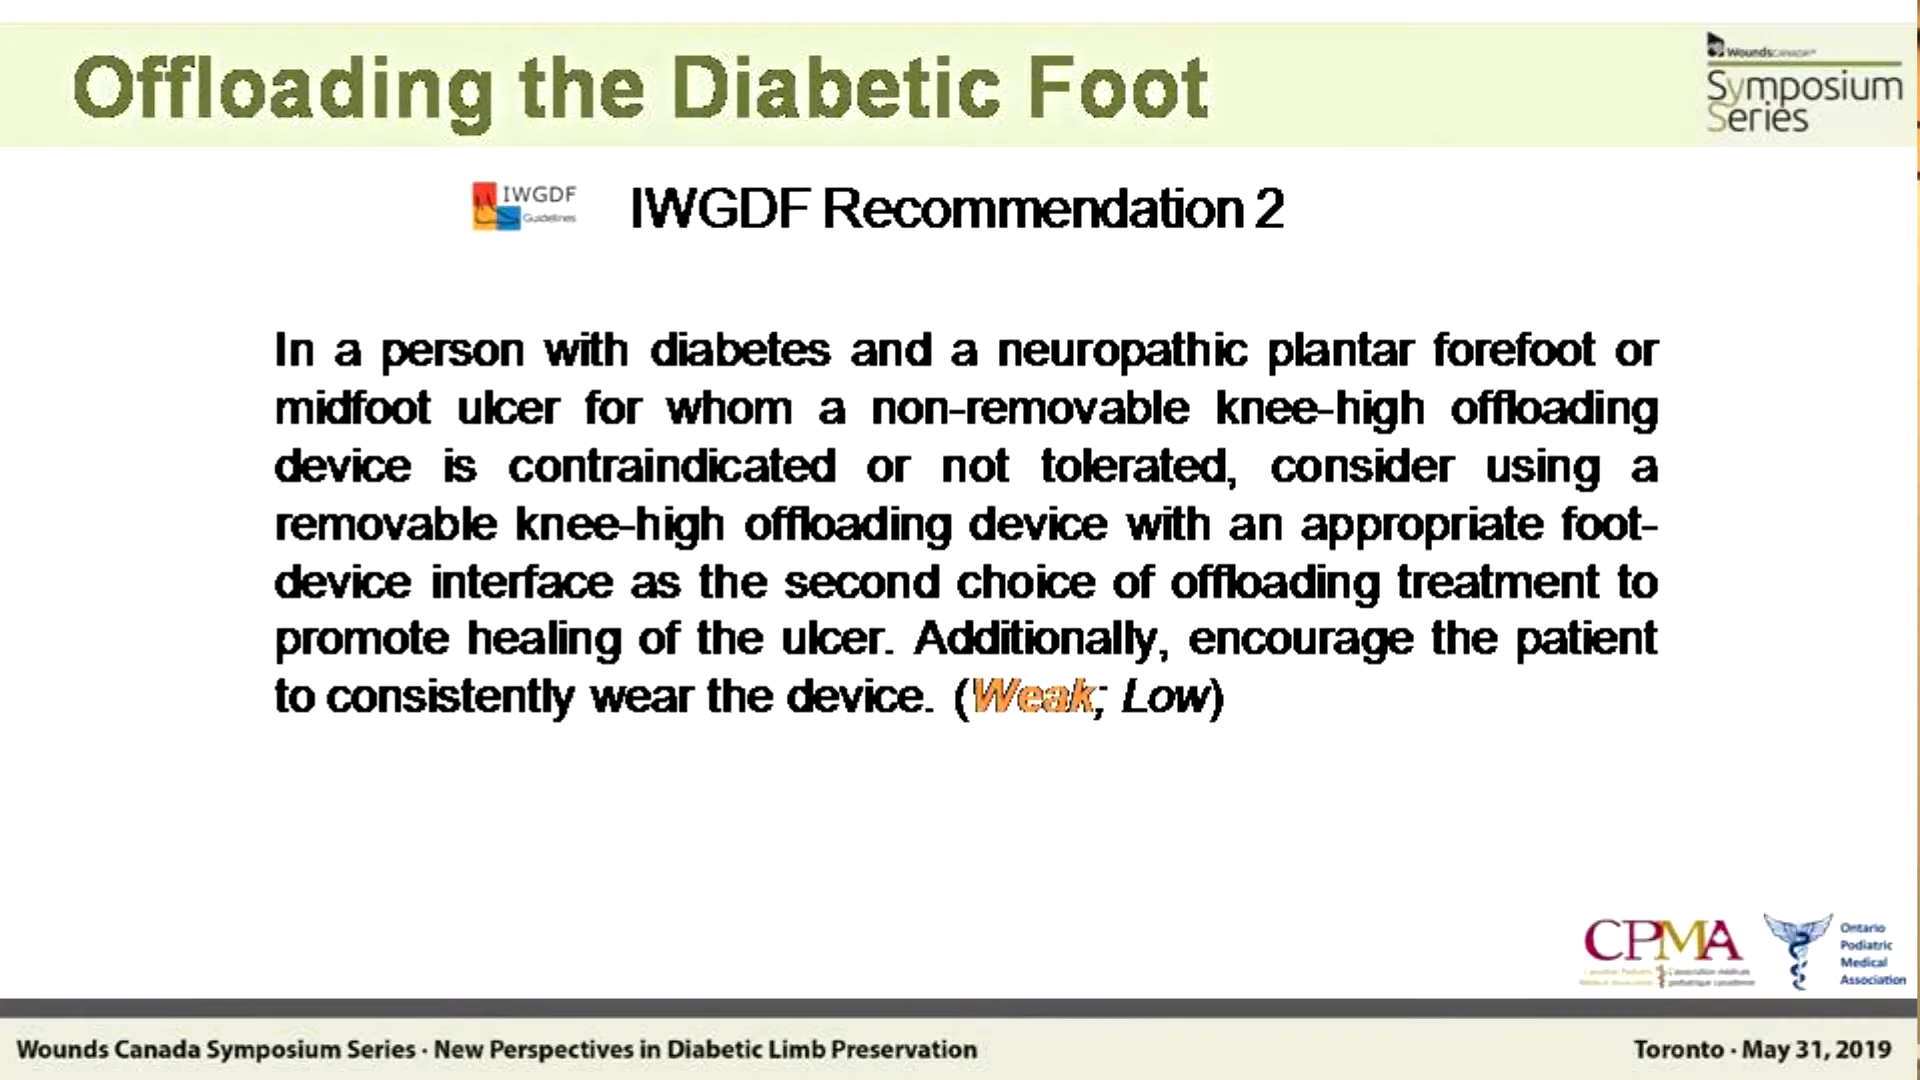 Offloading the Diabetic Foot
WoundsCANADA
Symposium
Series
IWGDF
Guidelines
IWGDF Recommendation 2
In a person with diabetes and a neuropathic plantar forefoot or
midfoot ulcer for whom a non-removable knee-high offloading
device is contraindicated or not tolerated, consider using a
removable knee-high offloading device with an appropriate foot-
device interface as the second choice of offloading treatment to
promote healing of the ulcer. Additionally, encourage the patient
to consistently wear the device. (Weak; Low)
CPMA
Ontario
Podiatric
Medical
Association
Wounds Canada Symposium Series · New Perspectives in Diabetic Limb Preservation
Toronto · May 31, 2019